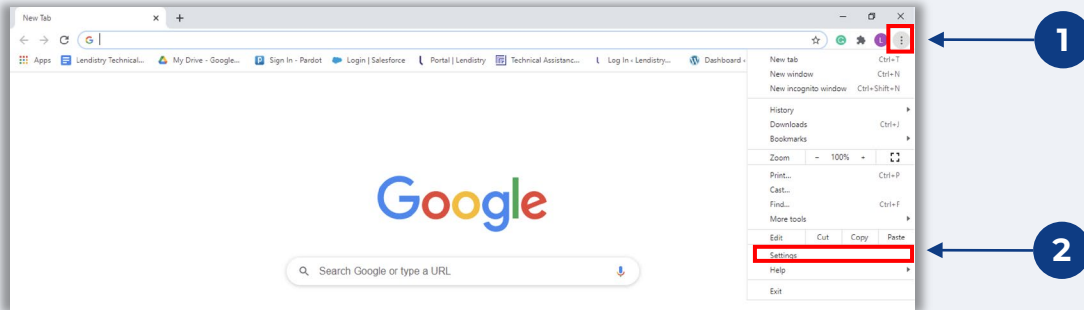 New Tab
1
Apps Lendistry Technical... My Drive - Google... Sign In - Pardot Login | Salesforce Portal | Lendistry Technical Assistanc... Log In ‹ Lendistry... Dashboard ‹
New tab Ctrl+T
New window Ctrl+N
New incognito window Ctrl+Shift+N
History
Downloads Ctrl+J
Bookmarks
Zoom - 100% +
Print... Ctrl+P
Cast...
Find... Ctrl+F
More tools
Edit Cut Copy Paste
Settings
2
Help
Exit
Google
Search Google or type a URL